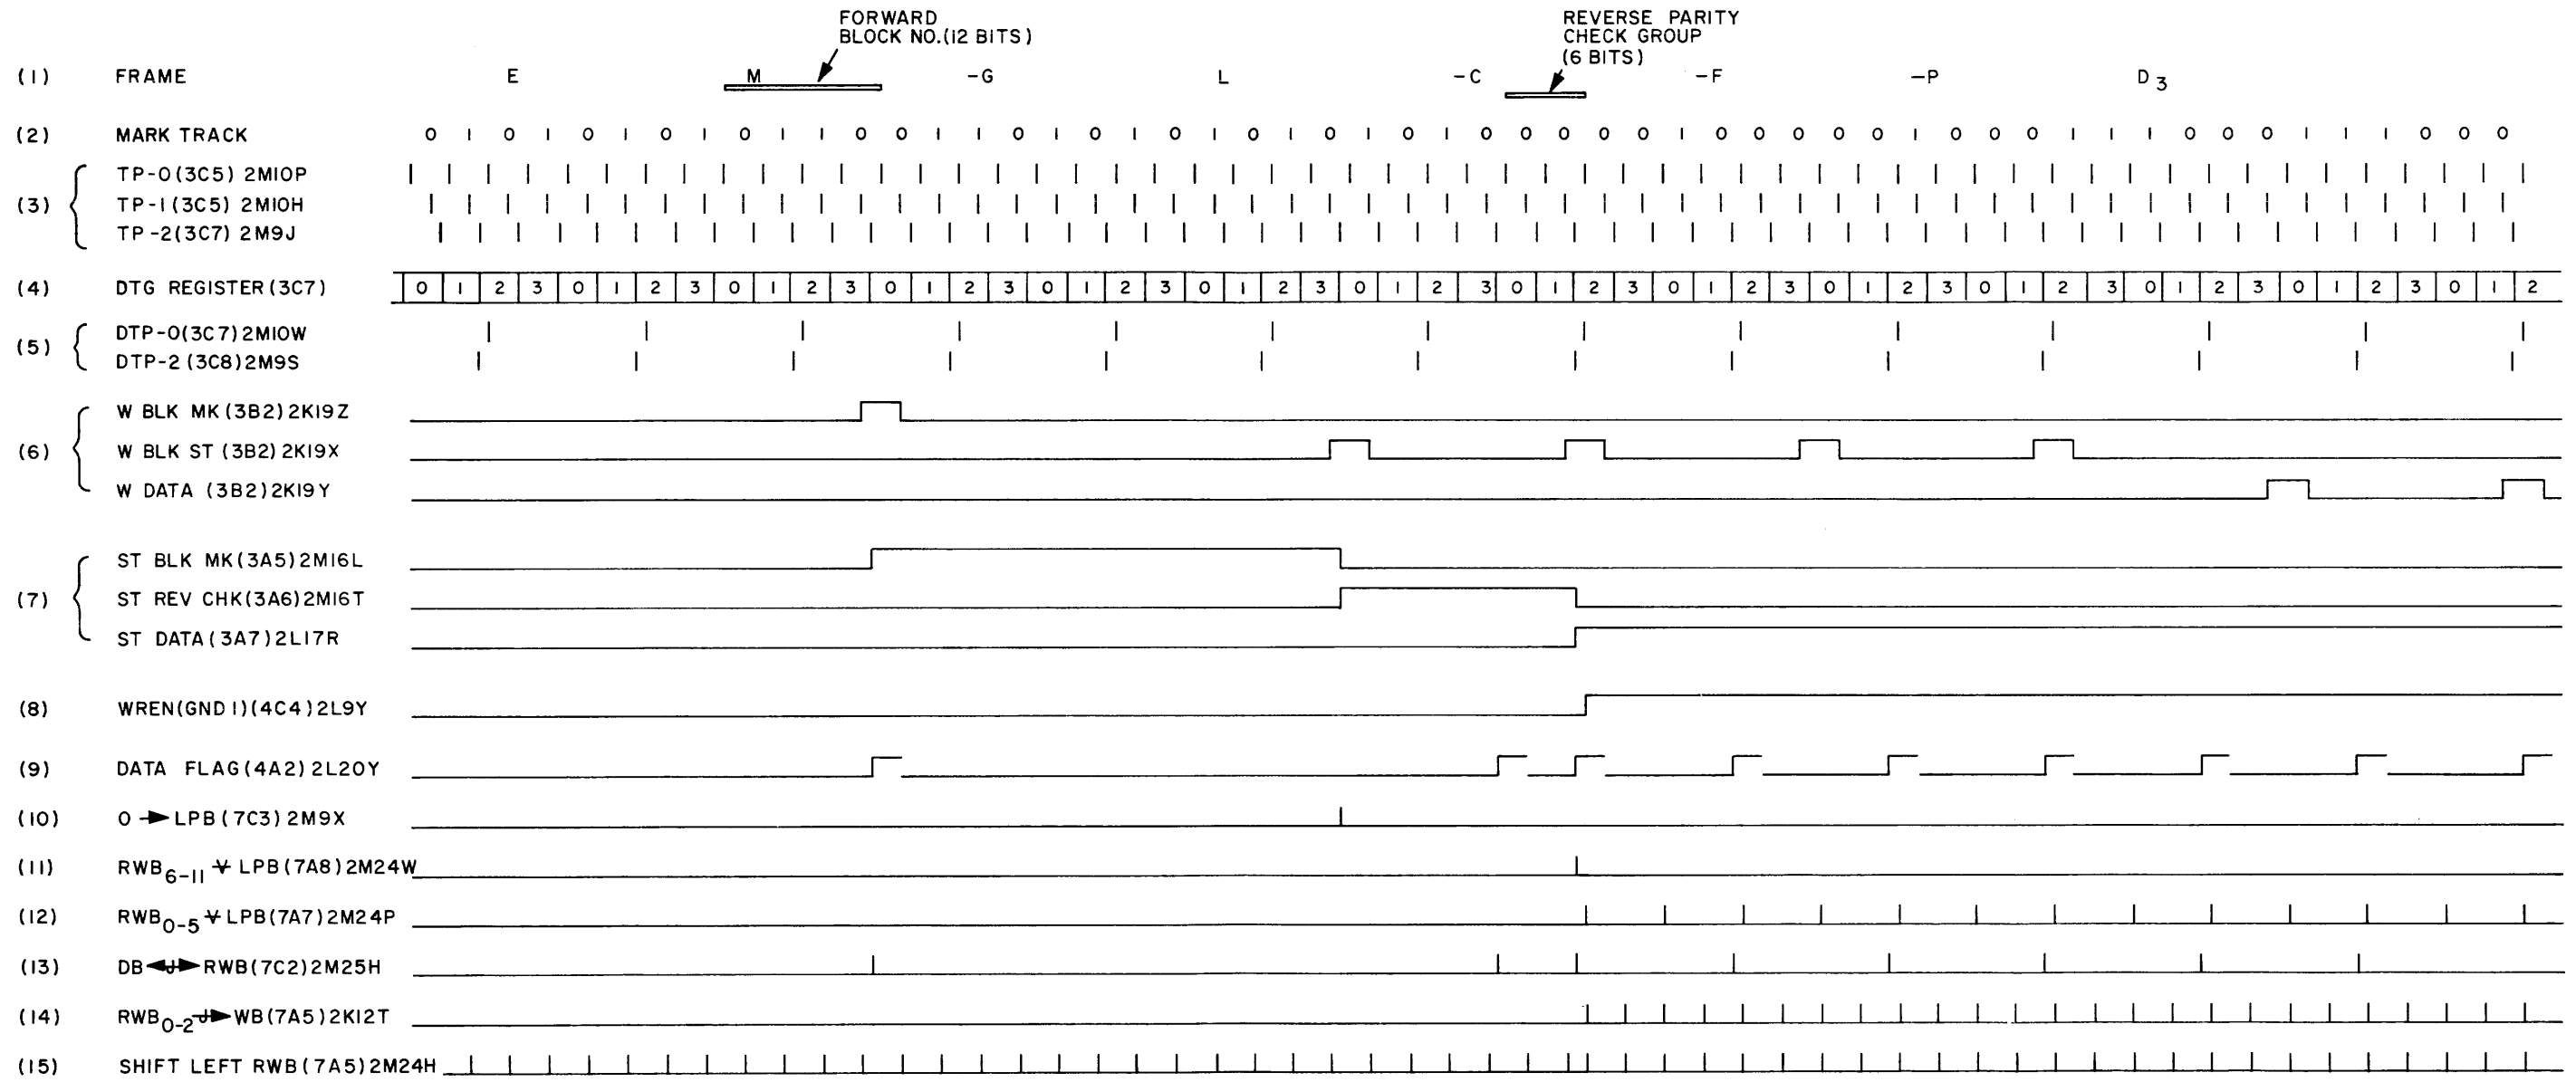 FORWARD
BLOCK NO.(12 BITS)
REVERSE PARITY
CHECK GROUP
(6 BITS)
(1) FRAME E M -G L -C -F -P D3
(2) MARK TRACK 0 1 0 1 0 1 0 1 0 1 1 0 0 1 1 0 1 0 1 0 1 0 1 0 1 0 1 0 0 0 0 0 1 0 0 0 0 0 1 0 0 0 1 1 1 0 0 0 1 1 1 0 0 0
(3) TP-0(3C5) 2M10P
TP-1(3C5) 2M10H
TP-2(3C7) 2M9J
(4) DTG REGISTER(3C7) 0 1 2 3 0 1 2 3 0 1 2 3 0 1 2 3 0 1 2 3 0 1 2 3 0 1 2 3 0 1 2 3 0 1 2 3 0 1 2 3 0 1 2 3 0 1 2 3 0 1 2 3 0 1 2
(5) DTP-0(3C7)2M10W
DTP-2(3C8)2M9S
(6) W BLK MK(3B2)2K19Z
W BLK ST(3B2)2K19X
W DATA (3B2)2K19Y
(7) ST BLK MK(3A5)2M16L
ST REV CHK(3A6)2M16T
ST DATA(3A7)2L17R
(8) WREN(GND 1)(4C4)2L9Y
(9) DATA FLAG(4A2)2L20Y
(10) 0 → LPB(7C3)2M9X
(11) RWB6-11 ⊻ LPB(7A8)2M24W
(12) RWB0-5 ⊻ LPB(7A7)2M24P
(13) DB ◄J► RWB(7C2)2M25H
(14) RWB0-2 J► WB(7A5)2K12T
(15) SHIFT LEFT RWB(7A5)2M24H